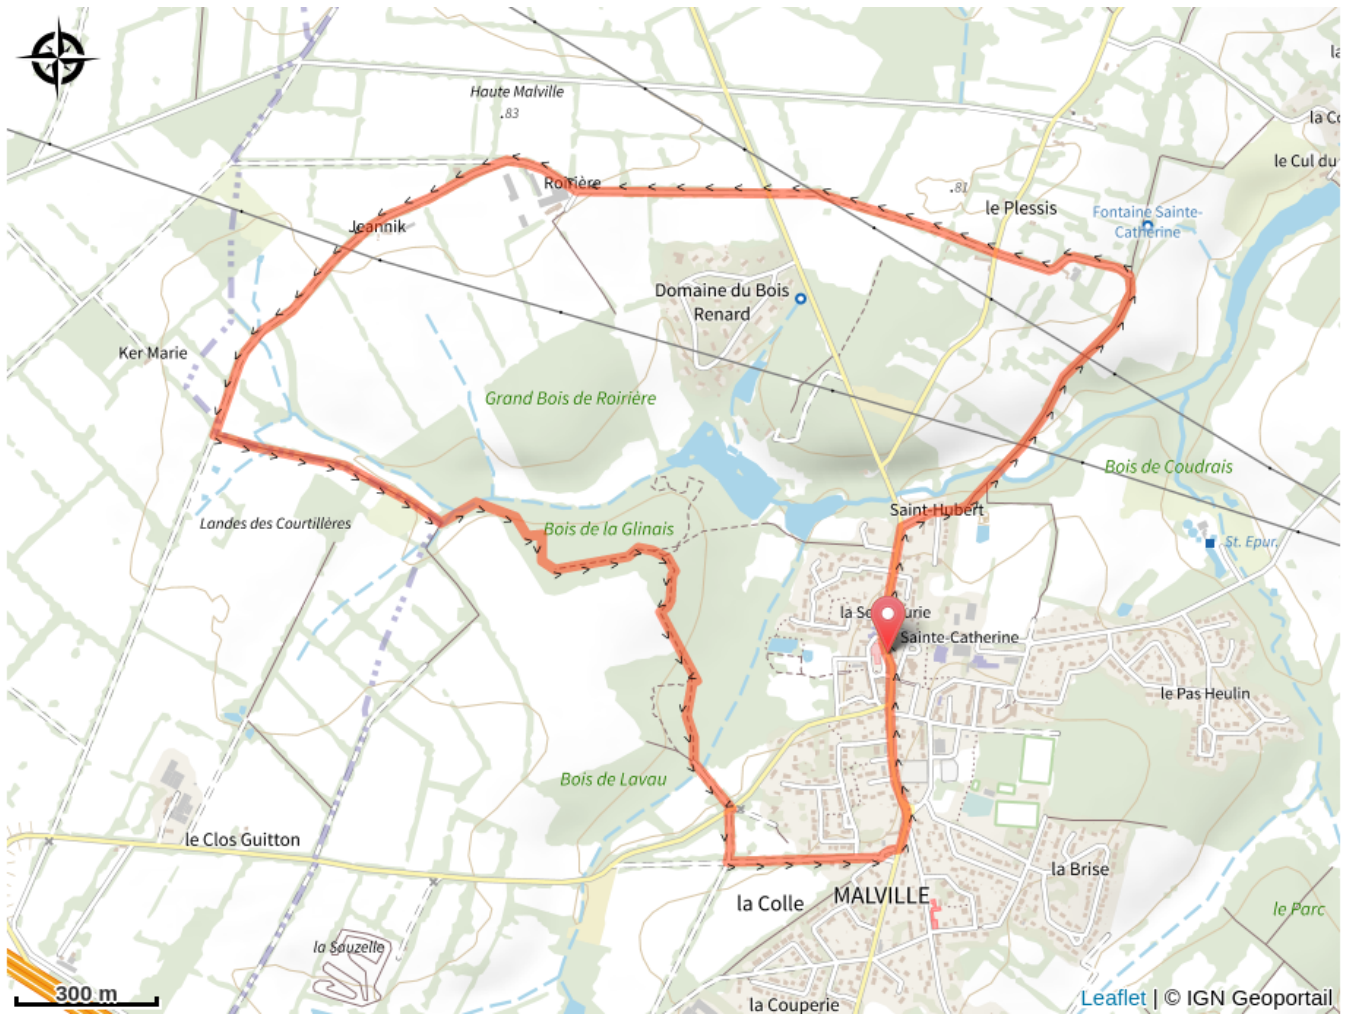 Haute Malville
.83
la
la Co
le Cul du
Roirière
.81
le Plessis
Fontaine Sainte-
Catherine
Jeannik
Domaine du Bois
Renard
Ker Marie
Grand Bois de Roirière
Bois de Coudrais
Saint-Hubert
Landes des Courtillères
Bois de la Glinais
St. Epur.
Sainte-Catherine
le Pas Heulin
Bois de Lavau
le Clos Guitton
la Brise
MALVILLE
la Colle
le Parc
la Sauzelle
300 m
la Couperie
Leaflet | © IGN Geoportail